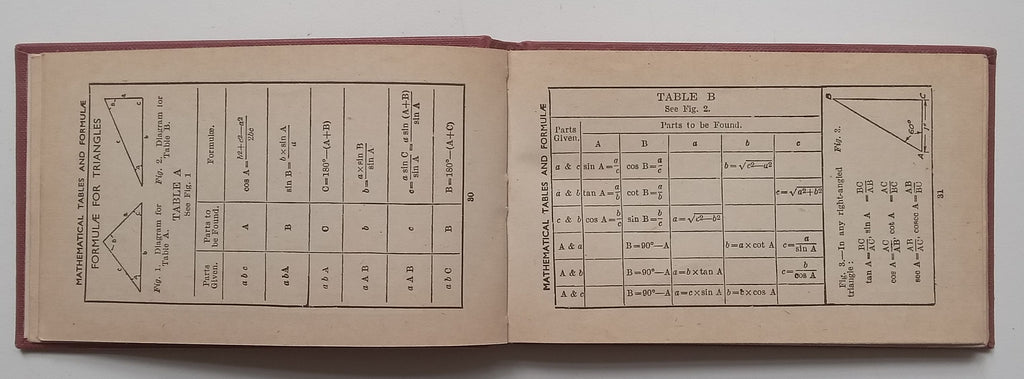 MATHEMATICAL TABLES AND FORMULÆ
FORMULÆ FOR TRIANGLES
Fig. 1. Diagram for Table A.
Fig. 2. Diagram for Table B.
TABLE A
See Fig. 1
Parts Given. Parts to be Found. Formulæ.
a b c A cos A = (b²+c²—a²)/2bc
a b A B sin B = (b × sin A)/a
a b A C C=180°—(A+B)
a A B b b = (a × sin B)/sin A
a A B c c = (a sin C)/sin A = (a sin (A+B))/sin A
a b C B B=180°—(A+C)
30
MATHEMATICAL TABLES AND FORMULÆ
TABLE B
See Fig. 2.
Parts Given. Parts to be Found.
A B a b c
a & c sin A = a/c cos B = a/c b = √c²—a²
a & b tan A = a/b cot B = a/b c = √a²+b²
c & b cos A = b/c sin B = b/c a = √c²—b²
A & a B=90°—A b=a × cot A c = a/sin A
A & b B=90°—A a=b × tan A c = b/cos A
A & c B=90°—A a=c × sin A b=c × cos A
Fig. 3.
B C A 60° 1"
Fig. 3.—In any right-angled
triangle:
tan A = BC/AC, sin A = BC/AB
cos A = AC/AB, cot A = AC/BC
sec A = AB/AC, cosec A = AB/BC
31